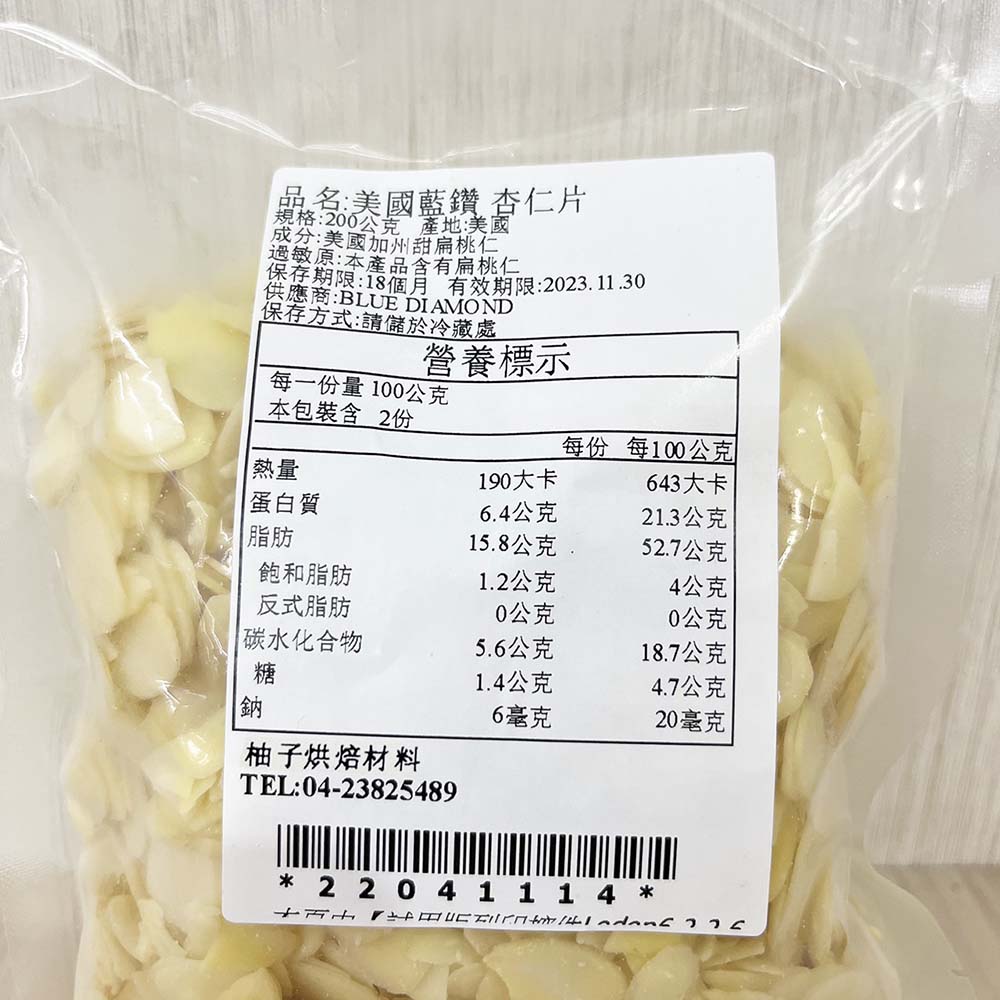 品名:美國藍鑽 杏仁片
規格:200公克 產地:美國
成分:美國加州甜扁桃仁
過敏原:本產品含有扁桃仁
保存期限:18個月 有效期限:2023.11.30
供應商:BLUE DIAMOND
保存方式:請儲於冷藏處
營養標示
每一份量 100公克
本包裝含 2份
每份 每100公克
熱量 190大卡 643大卡
蛋白質 6.4公克 21.3公克
脂肪 15.8公克 52.7公克
飽和脂肪 1.2公克 4公克
反式脂肪 0公克 0公克
碳水化合物 5.6公克 18.7公克
糖 1.4公克 4.7公克
鈉 6毫克 20毫克
柚子烘焙材料
TEL:04-23825489
*22041114*